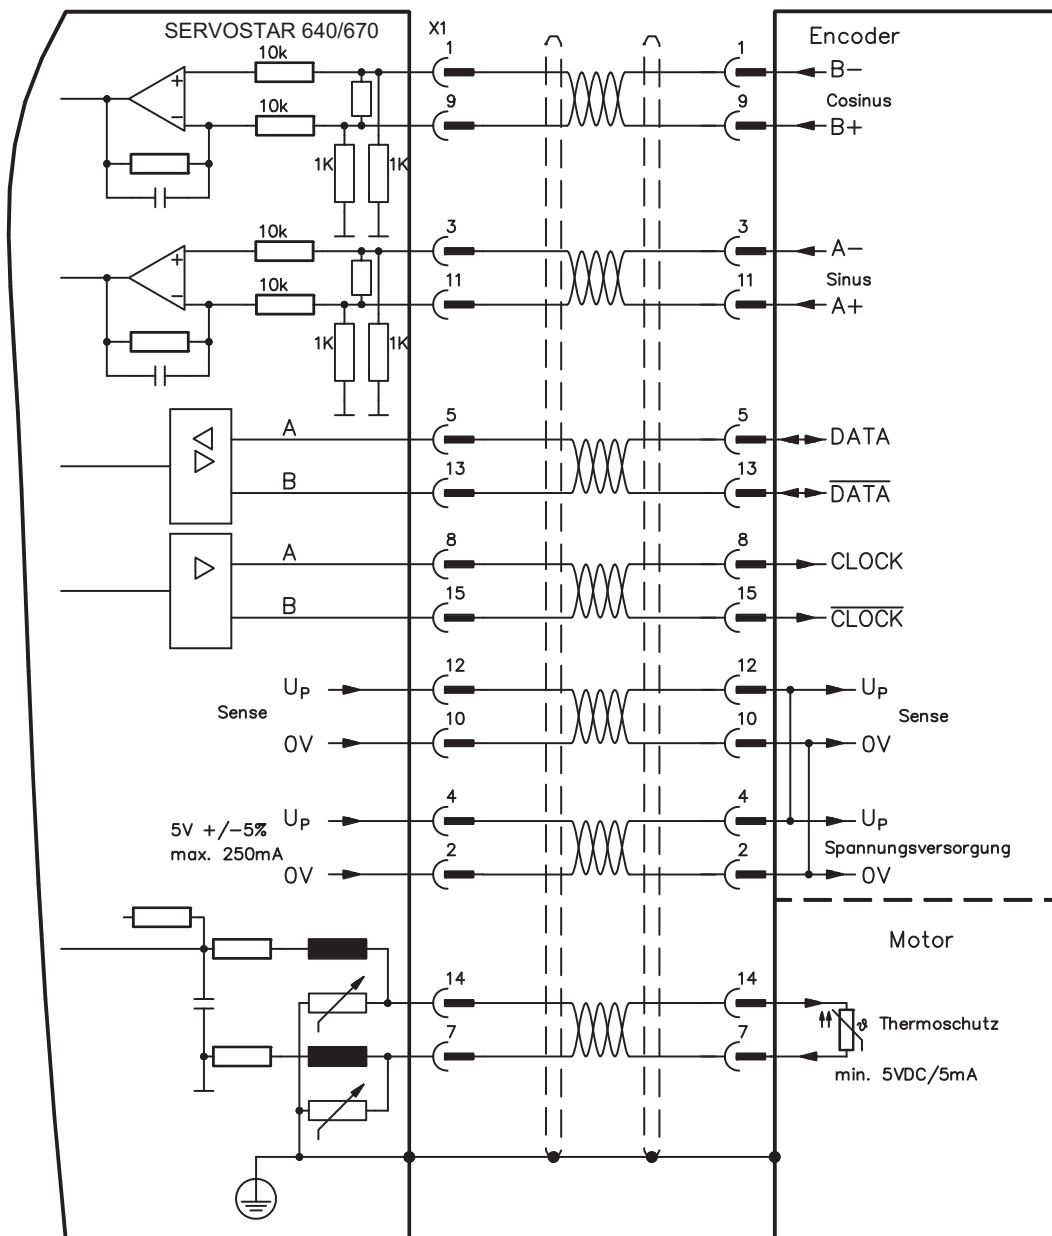 SERVOSTAR 640/670
X1
Encoder
10k
1
1
B−
Cosinus
10k
9
9
B+
1K
1K
10k
3
3
A−
Sinus
10k
11
11
A+
1K
1K
A
5
5
DATA
B
13
13
DATA
A
8
8
CLOCK
B
15
15
CLOCK
UP
12
12
UP
Sense
Sense
0V
10
10
0V
5V +/−5%
max. 250mA
UP
4
4
UP
Spannungsversorgung
0V
2
2
0V
Motor
14
14
ϑ Thermoschutz
7
7
min. 5VDC/5mA